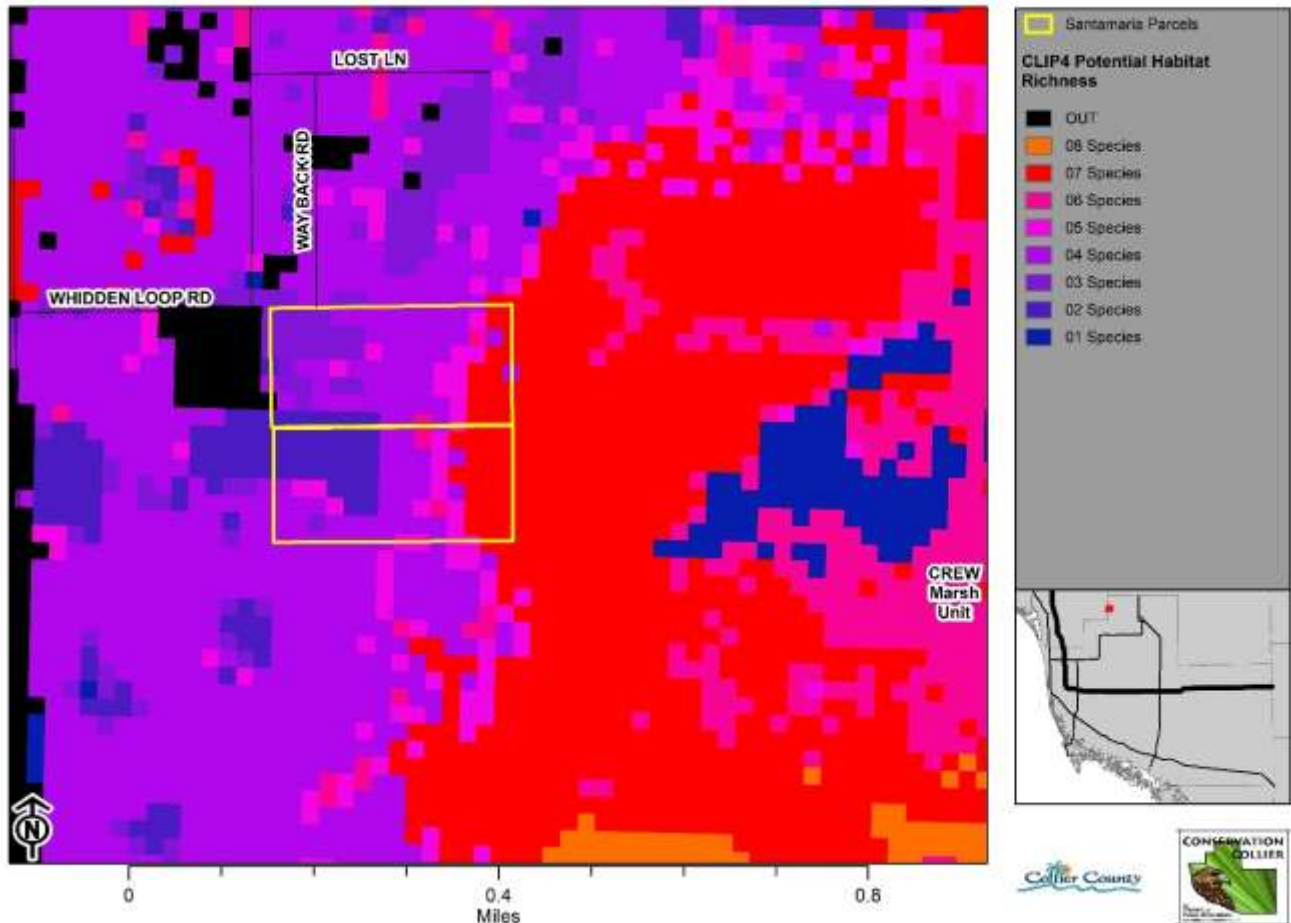 LOST LN
WAY BACK RD
WHIDDEN LOOP RD
CREW
Marsh
Unit
N
0
0.4
0.8
Miles
Santamaria Parcels
CLIP4 Potential Habitat
Richness
OUT
08 Species
07 Species
06 Species
05 Species
04 Species
03 Species
02 Species
01 Species
Collier County
CONSERVATION
COLLIER